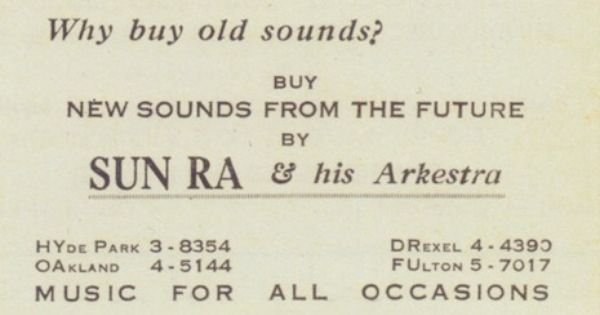 Why buy old sounds?
BUY
NEW SOUNDS FROM THE FUTURE
BY
SUN RA & his Arkestra
HYDE PARK 3-8354 DREXEL 4-4390
OAKLAND 4-5144 FULTON 5-7017
MUSIC FOR ALL OCCASIONS